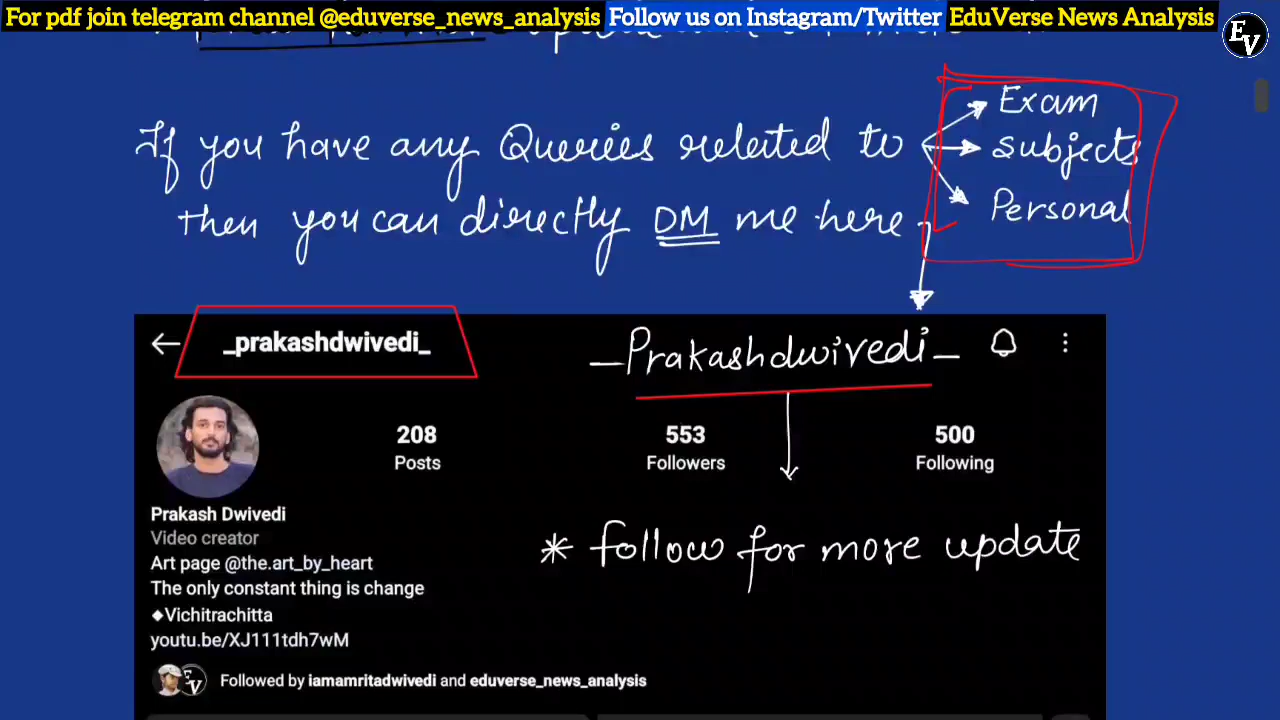 For pdf join telegram channel @eduverse_news_analysis Follow us on Instagram/Twitter EduVerse News Analysis
EV
Exam
If you have any Queries related to subjects
Personal
Then you can directly DM me here
_prakashdwivedi_ _Prakashdwivedi_
208 553 500
Posts Followers Following
Prakash Dwivedi
Video creator
* follow for more update
Art page @the.art_by_heart
The only constant thing is change
◆Vichitrachitta
youtu.be/XJ111tdh7wM
EV Followed by iamamritadwivedi and eduverse_news_analysis